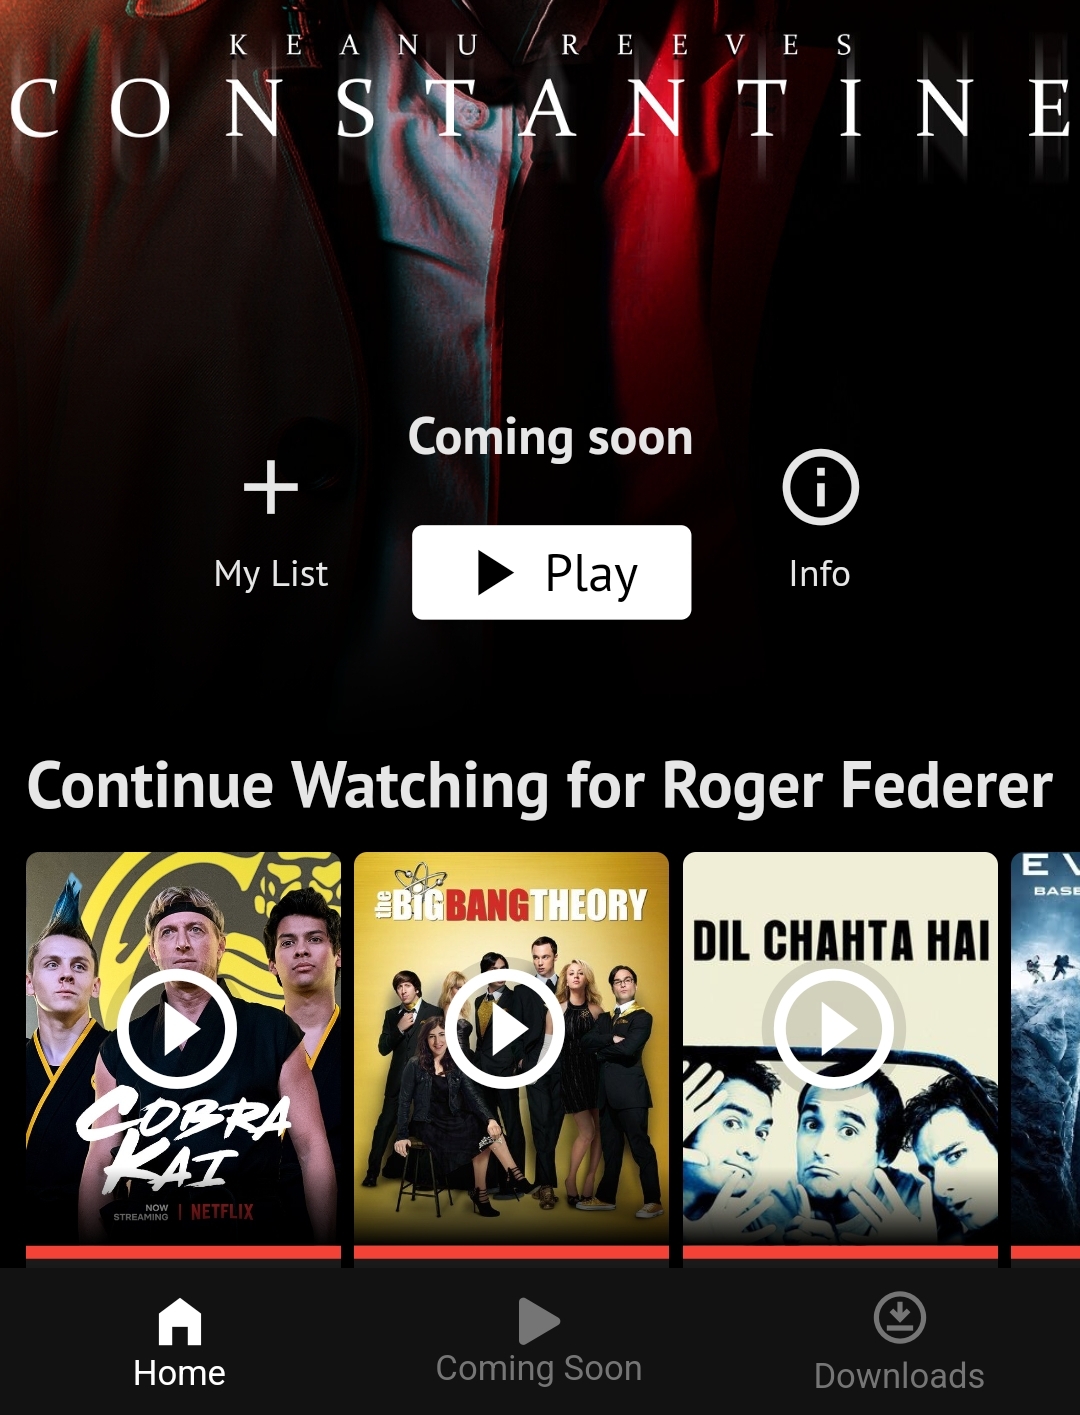 KEANU REEVES
CONSTANTINE
Coming soon
My List
Play
Info
Continue Watching for Roger Federer
COBRA
KAI
NOW
STREAMING | NETFLIX
the BIG BANG THEORY
DIL CHAHTA HAI
E V
BASE
Home
Coming Soon
Downloads